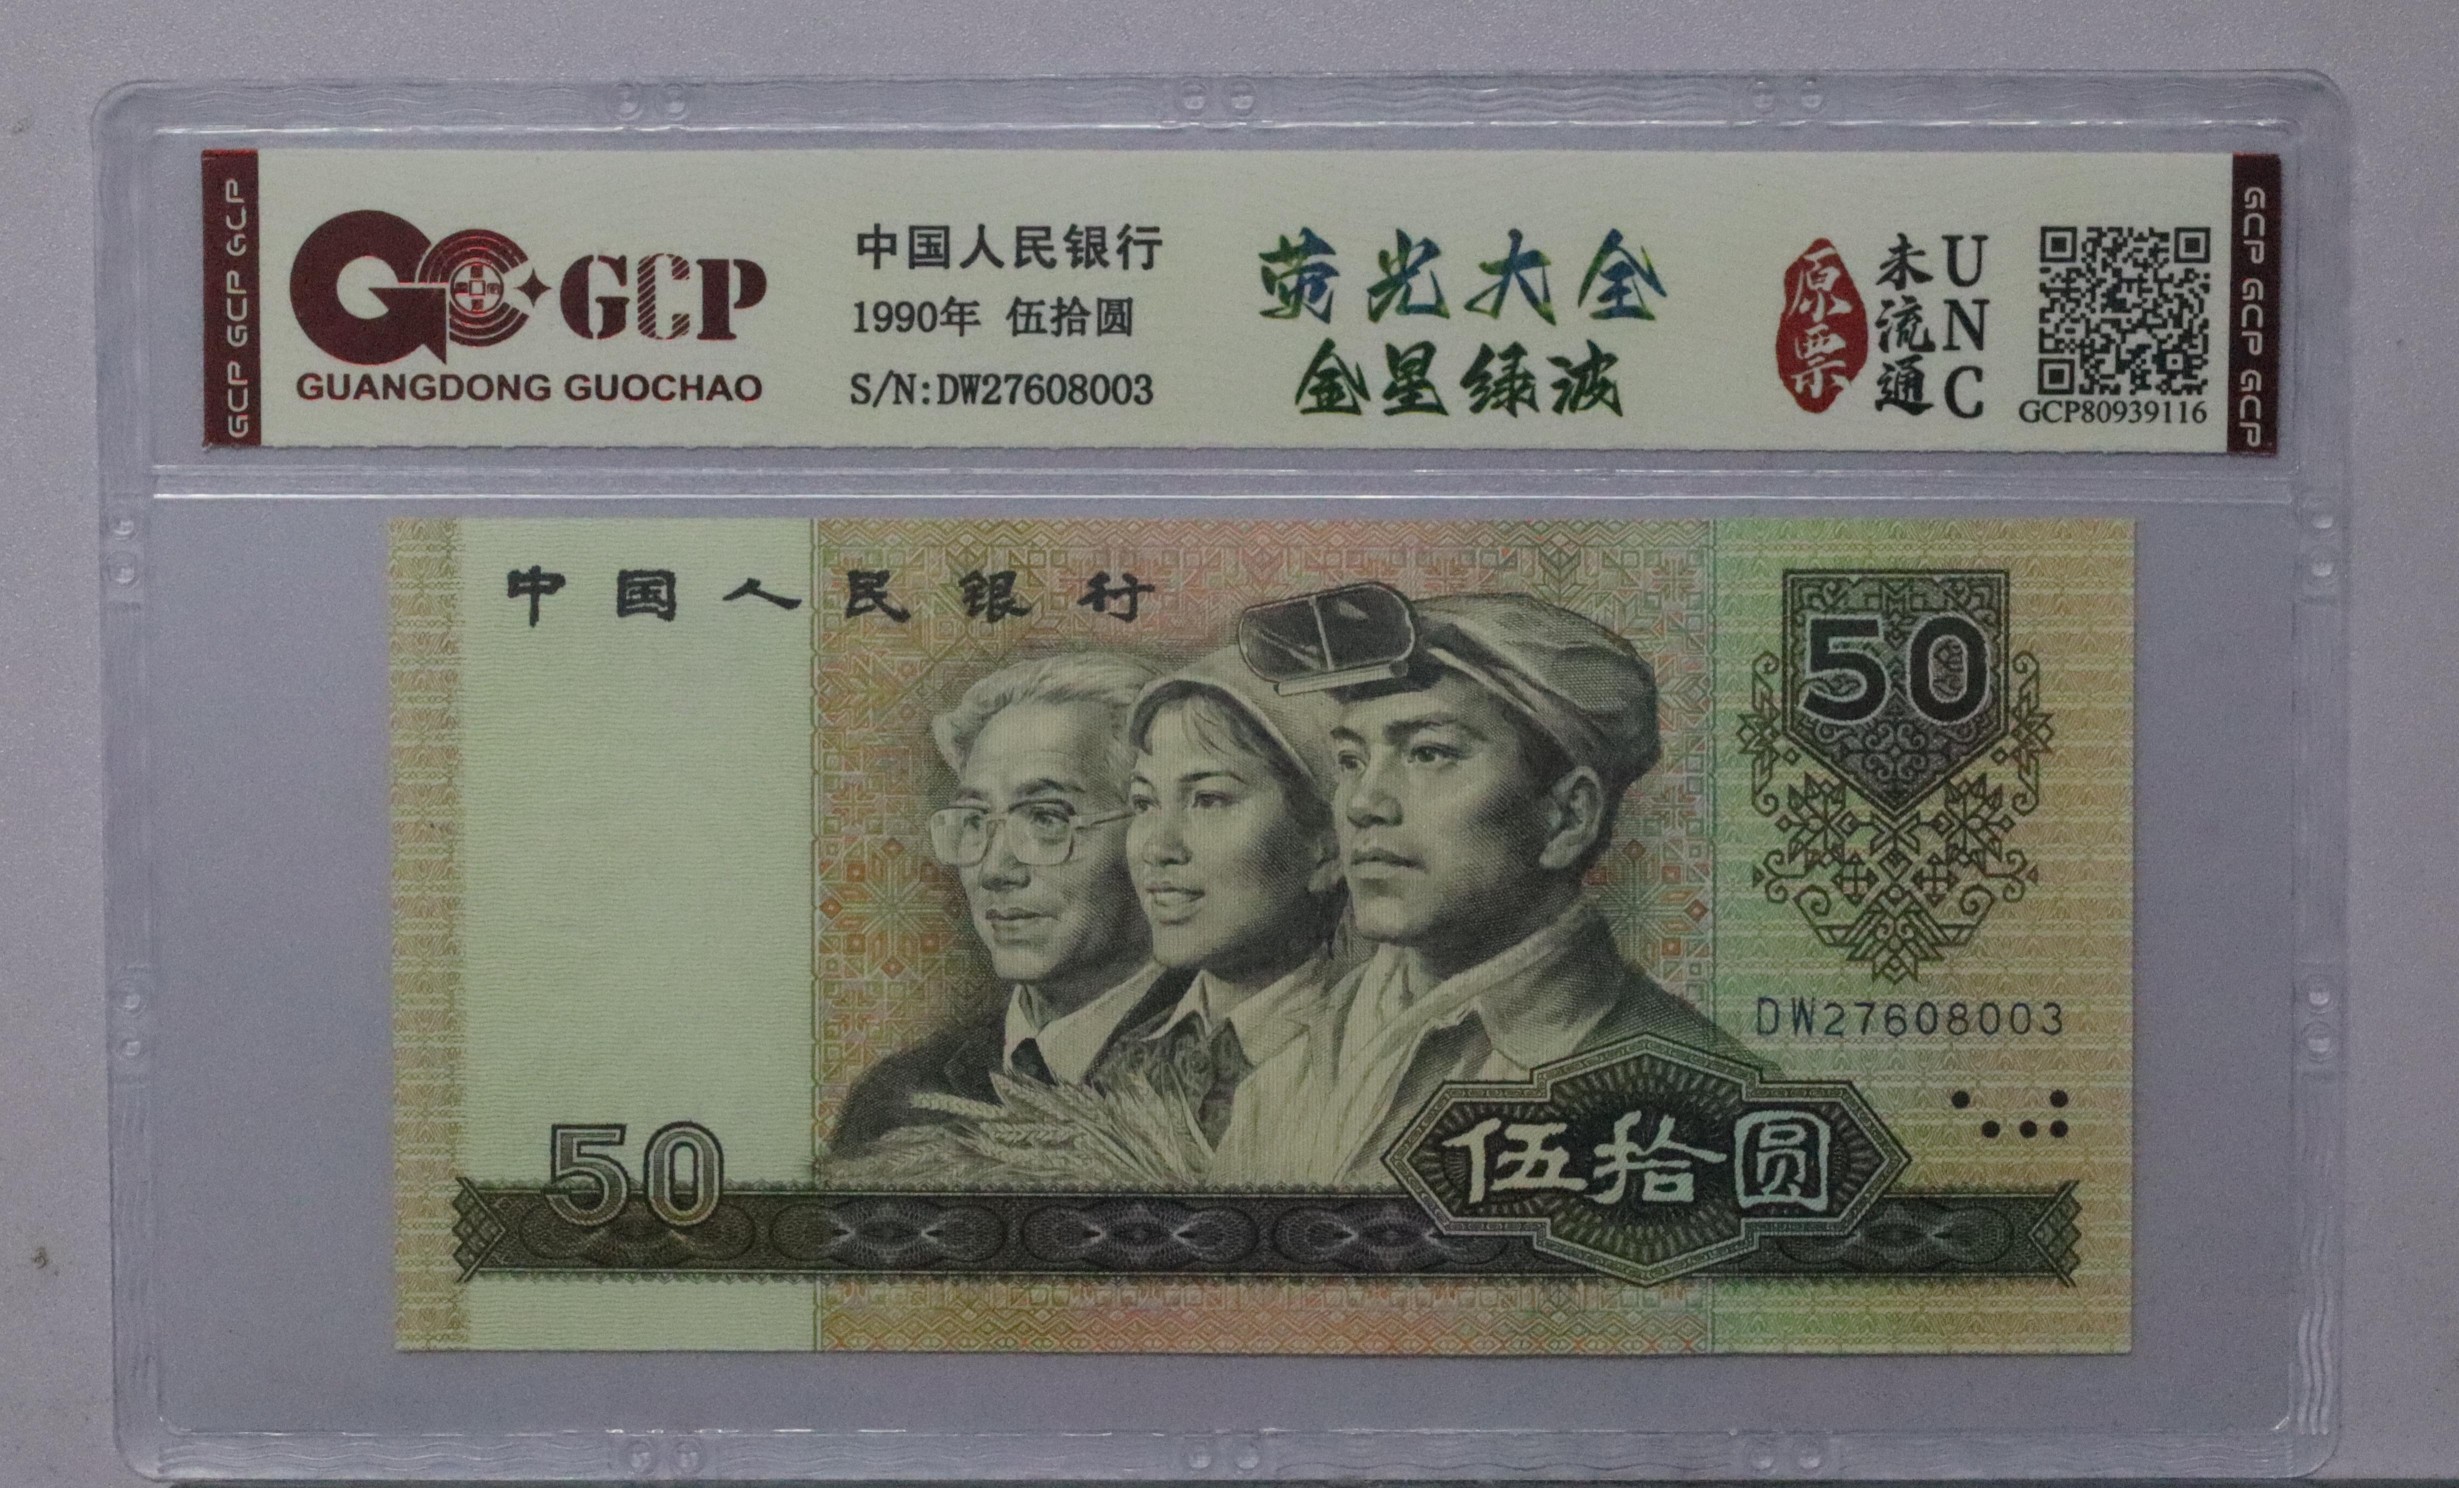 GCP GCP GCP
GCP
GUANGDONG GUOCHAO
中国人民银行
1990年 伍拾圆
S/N:DW27608003
荧光大全
金星绿波
原票
未流通
UNC
GCP80939116
GCP GCP GCP
中国人民银行
50
DW27608003
50
伍拾圆